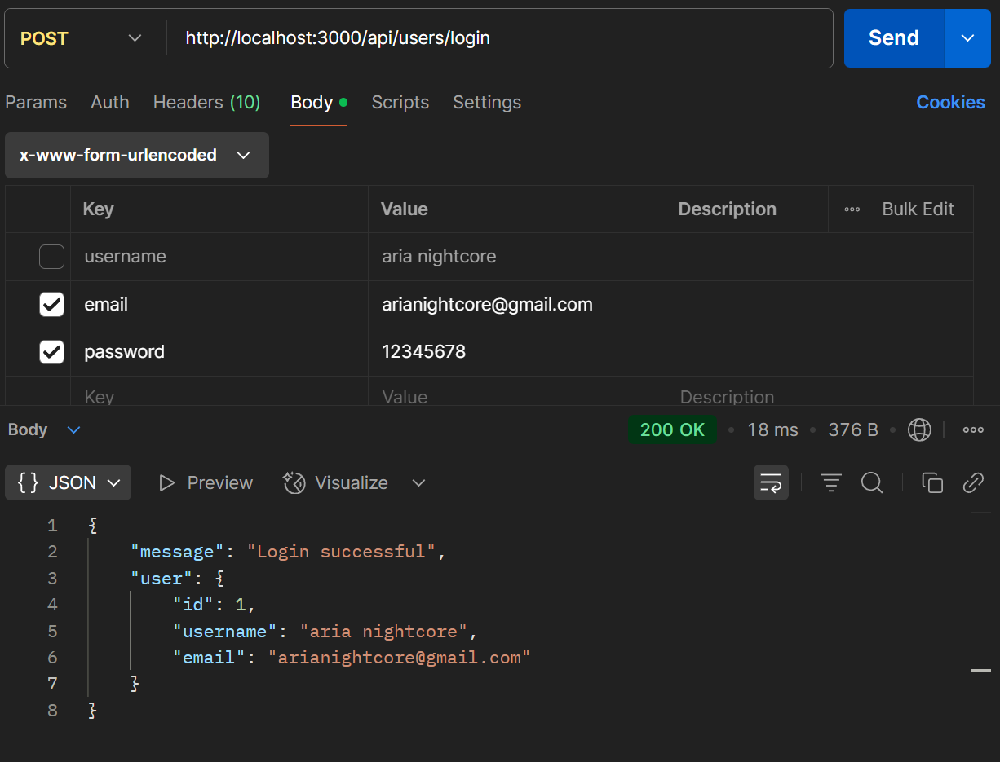 POST http://localhost:3000/api/users/login Send
Params Auth Headers (10) Body Scripts Settings Cookies
x-www-form-urlencoded
Key Value Description Bulk Edit
username aria nightcore
email arianightcore@gmail.com
password 12345678
Key Value Description
Body 200 OK 18 ms 376 B
{} JSON Preview Visualize
1 {
2 "message": "Login successful",
3 "user": {
4 "id": 1,
5 "username": "aria nightcore",
6 "email": "arianightcore@gmail.com"
7 }
8 }